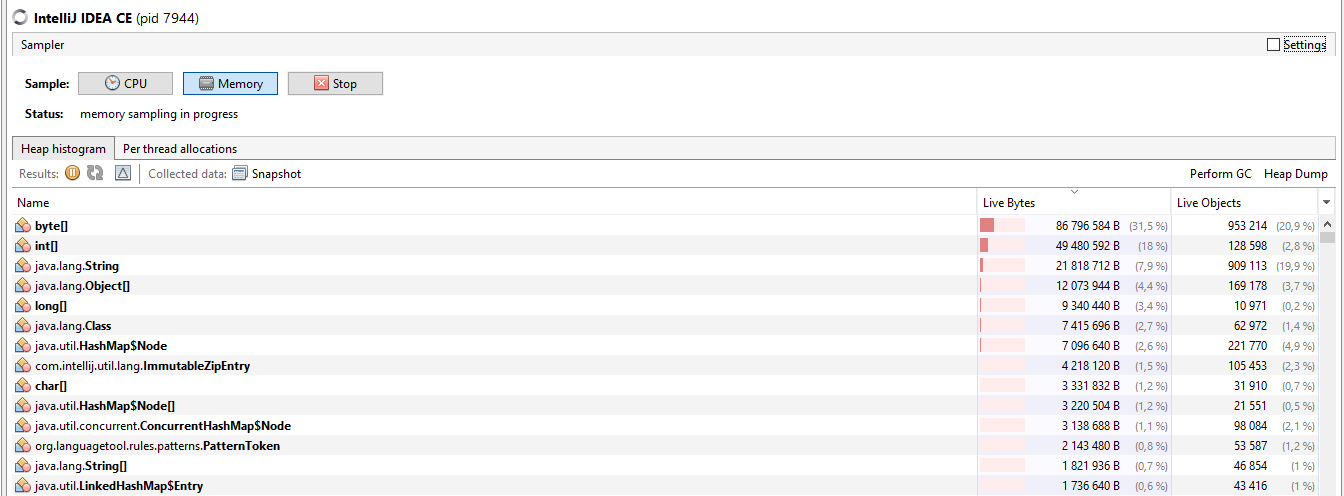 IntelliJ IDEA CE (pid 7944)
Sampler Settings
Sample: CPU Memory Stop
Status: memory sampling in progress
Heap histogram Per thread allocations
Results: Collected data: Snapshot Perform GC Heap Dump
Name Live Bytes Live Objects
byte[] 86 796 584 B (31,5 %) 953 214 (20,9 %)
int[] 49 480 592 B (18 %) 128 598 (2,8 %)
java.lang.String 21 818 712 B (7,9 %) 909 113 (19,9 %)
java.lang.Object[] 12 073 944 B (4,4 %) 169 178 (3,7 %)
long[] 9 340 440 B (3,4 %) 10 971 (0,2 %)
java.lang.Class 7 415 696 B (2,7 %) 62 972 (1,4 %)
java.util.HashMap$Node 7 096 640 B (2,6 %) 221 770 (4,9 %)
com.intellij.util.lang.ImmutableZipEntry 4 218 120 B (1,5 %) 105 453 (2,3 %)
char[] 3 331 832 B (1,2 %) 31 910 (0,7 %)
java.util.HashMap$Node[] 3 220 504 B (1,2 %) 21 551 (0,5 %)
java.util.concurrent.ConcurrentHashMap$Node 3 138 688 B (1,1 %) 98 084 (2,1 %)
org.languagetool.rules.patterns.PatternToken 2 143 480 B (0,8 %) 53 587 (1,2 %)
java.lang.String[] 1 821 936 B (0,7 %) 46 854 (1 %)
java.util.LinkedHashMap$Entry 1 736 640 B (0,6 %) 43 416 (1 %)